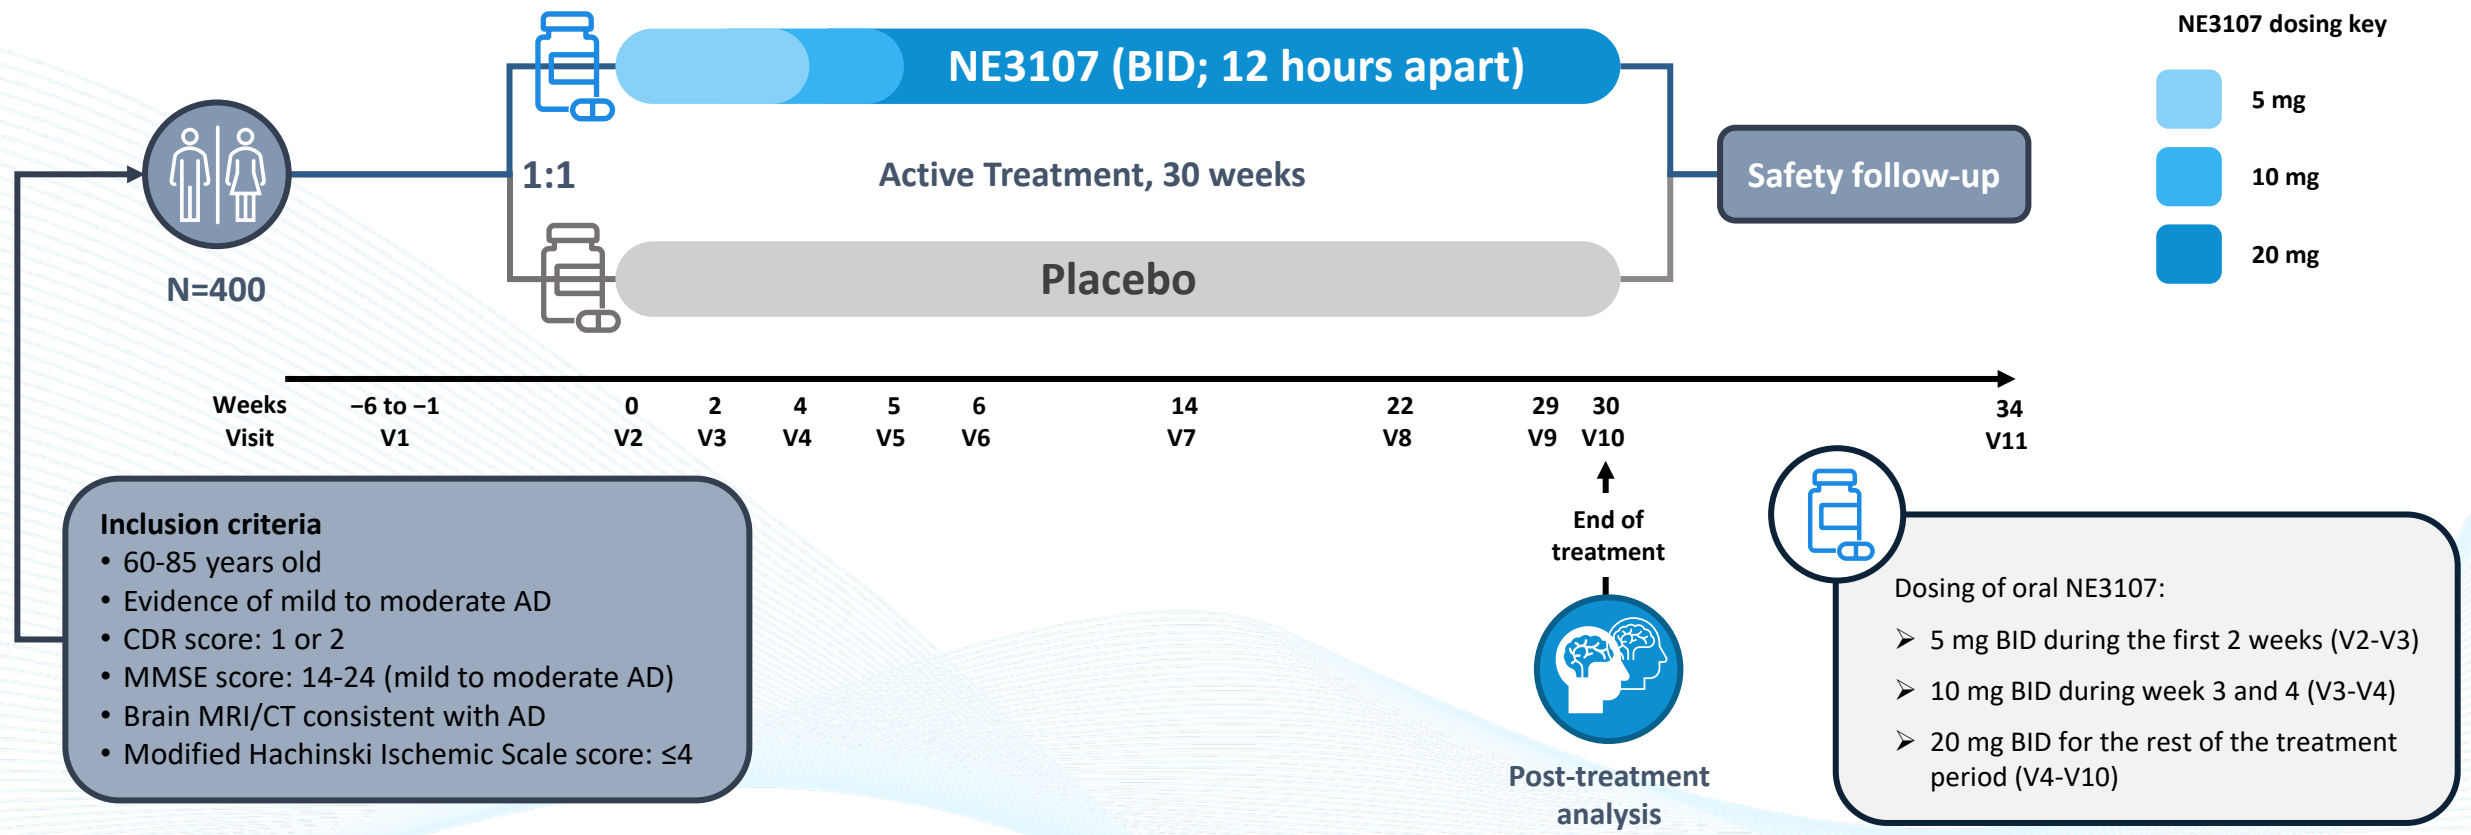 NE3107 dosing key
5 mg
10 mg
20 mg
NE3107 (BID; 12 hours apart)
1:1
Active Treatment, 30 weeks
Safety follow-up
N=400
Placebo
Weeks −6 to −1 0 2 4 5 6 14 22 29 30 34
Visit V1 V2 V3 V4 V5 V6 V7 V8 V9 V10 V11
Inclusion criteria
• 60-85 years old
• Evidence of mild to moderate AD
• CDR score: 1 or 2
• MMSE score: 14-24 (mild to moderate AD)
• Brain MRI/CT consistent with AD
• Modified Hachinski Ischemic Scale score: ≤4
End of
treatment
Post-treatment
analysis
Dosing of oral NE3107:
➢ 5 mg BID during the first 2 weeks (V2-V3)
➢ 10 mg BID during week 3 and 4 (V3-V4)
➢ 20 mg BID for the rest of the treatment
period (V4-V10)